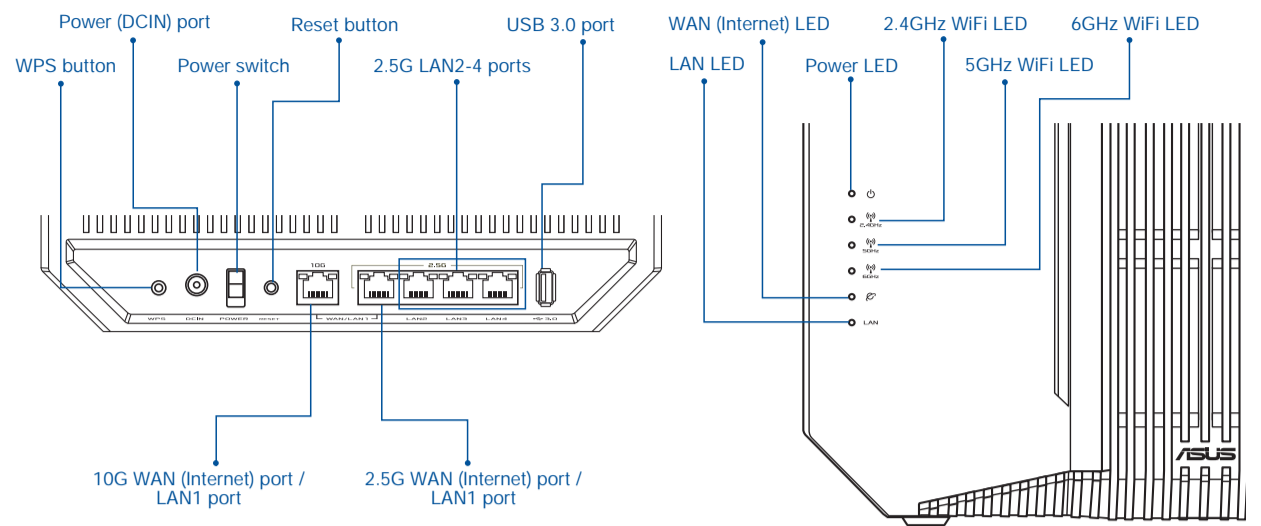 Power (DCIN) port
Reset button
USB 3.0 port
WPS button
Power switch
2.5G LAN2-4 ports
10G
2.5G
WPS
DCIN
POWER
RESET
WAN/LAN1
LAN2
LAN3
LAN4
3.0
10G WAN (Internet) port /
LAN1 port
2.5G WAN (Internet) port /
LAN1 port
WAN (Internet) LED
2.4GHz WiFi LED
6GHz WiFi LED
LAN LED
Power LED
5GHz WiFi LED
2.4GHz
5GHz
6GHz
LAN
ASUS